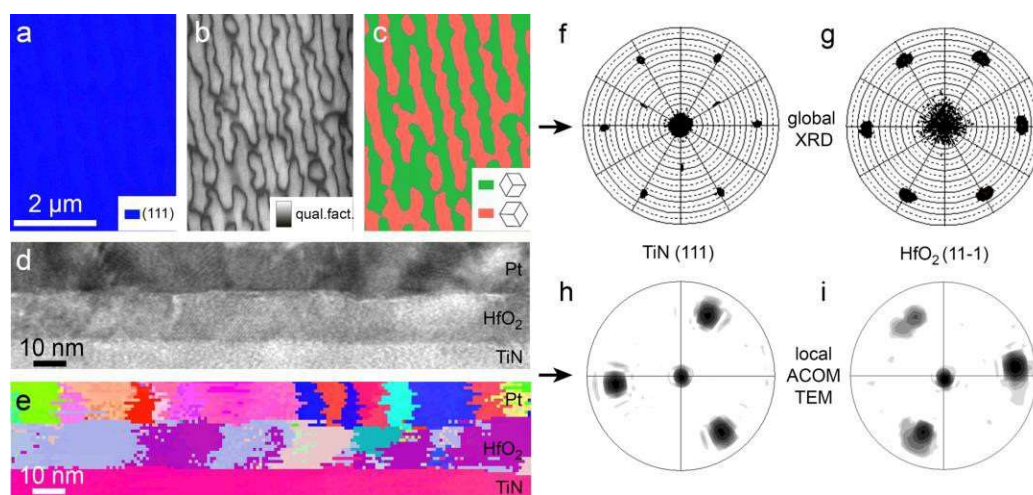 a
b
c
2 µm
(111)
qual.fact.
d
Pt
HfO₂
10 nm
TiN
e
Pt
HfO₂
10 nm
TiN
f
g
global
XRD
TiN (111)
HfO₂ (11-1)
h
i
local
ACOM
TEM